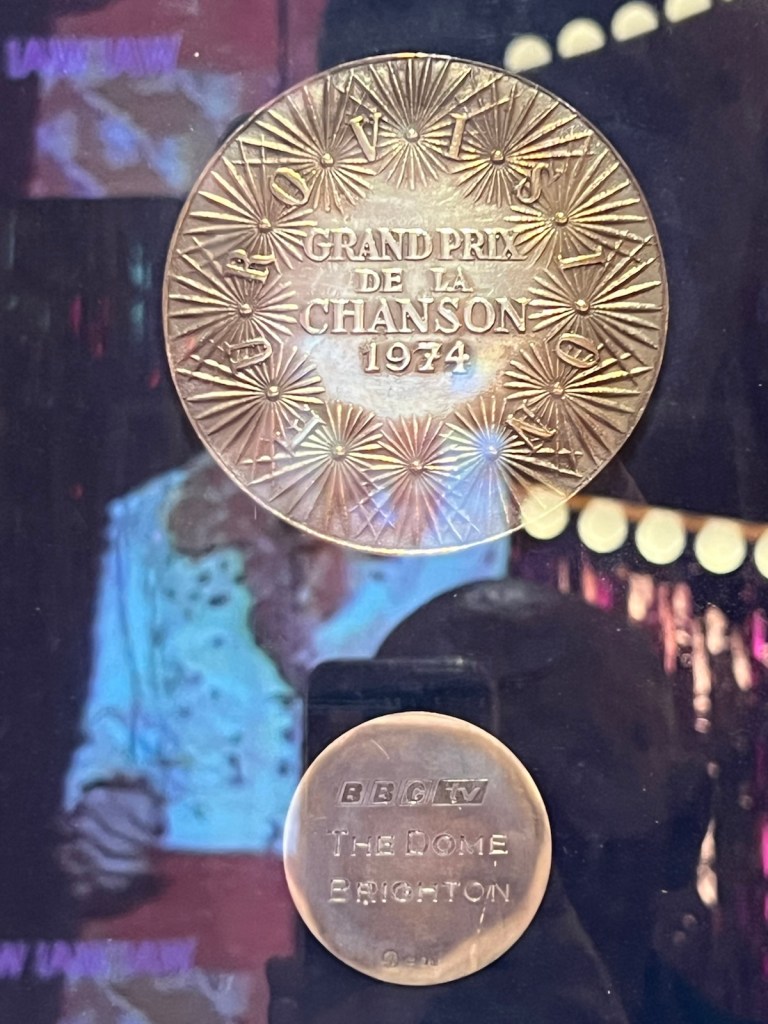 EUROVISION
GRAND PRIX
DE LA
CHANSON
1974
BBC tv
THE DOME
BRIGHTON